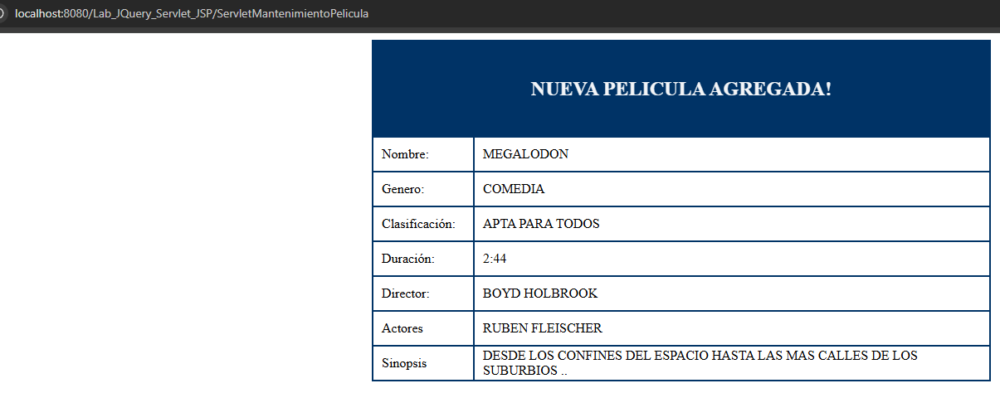 localhost:8080/Lab_JQuery_Servlet_JSP/ServletMantenimientoPelicula
NUEVA PELICULA AGREGADA!
Nombre: MEGALODON
Genero: COMEDIA
Clasificación: APTA PARA TODOS
Duración: 2:44
Director: BOYD HOLBROOK
Actores RUBEN FLEISCHER
Sinopsis DESDE LOS CONFINES DEL ESPACIO HASTA LAS MAS CALLES DE LOS
SUBURBIOS ..